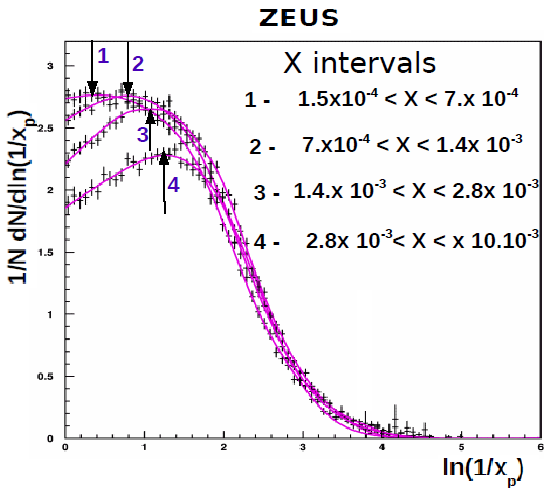 ZEUS
1/N dN/dln(1/xp)
3
2.5
2
1.5
1
0.5
0
1
2
3
4
X intervals
1 - 1.5x10-4 < X < 7.x 10-4
2 - 7.x10-4 < X < 1.4x 10-3
3 - 1.4.x 10-3 < X < 2.8x 10-3
4 - 2.8x 10-3< X < x 10.10-3
0 1 2 3 4 5 6
ln(1/xp)